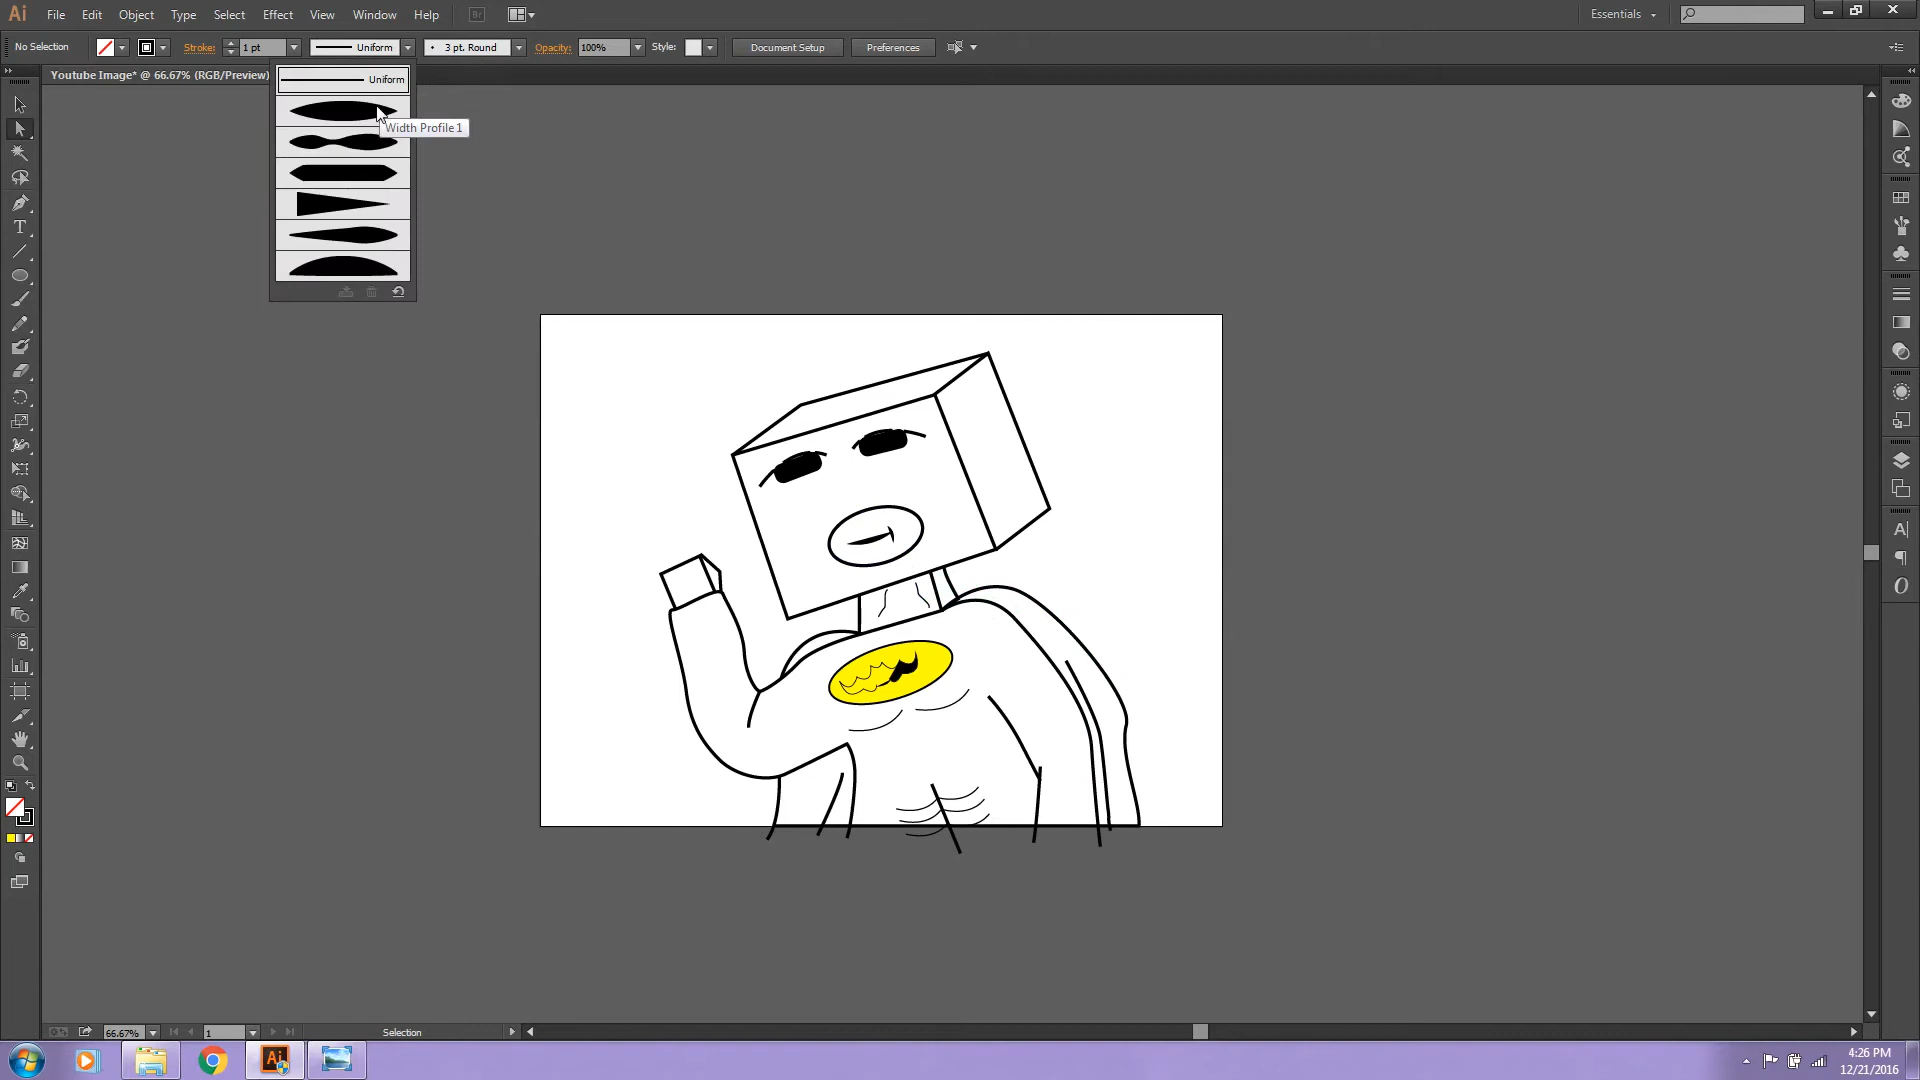 Ai File Edit Object Type Select Effect View Window Help Br Essentials
No Selection Stroke: 1 pt Uniform 3 pt. Round Opacity: 100% Style: Document Setup Preferences
Youtube Image* @ 66.67% (RGB/Preview)
Uniform
Width Profile 1
66.67% 1 Selection
Ai
4:26 PM
12/21/2016